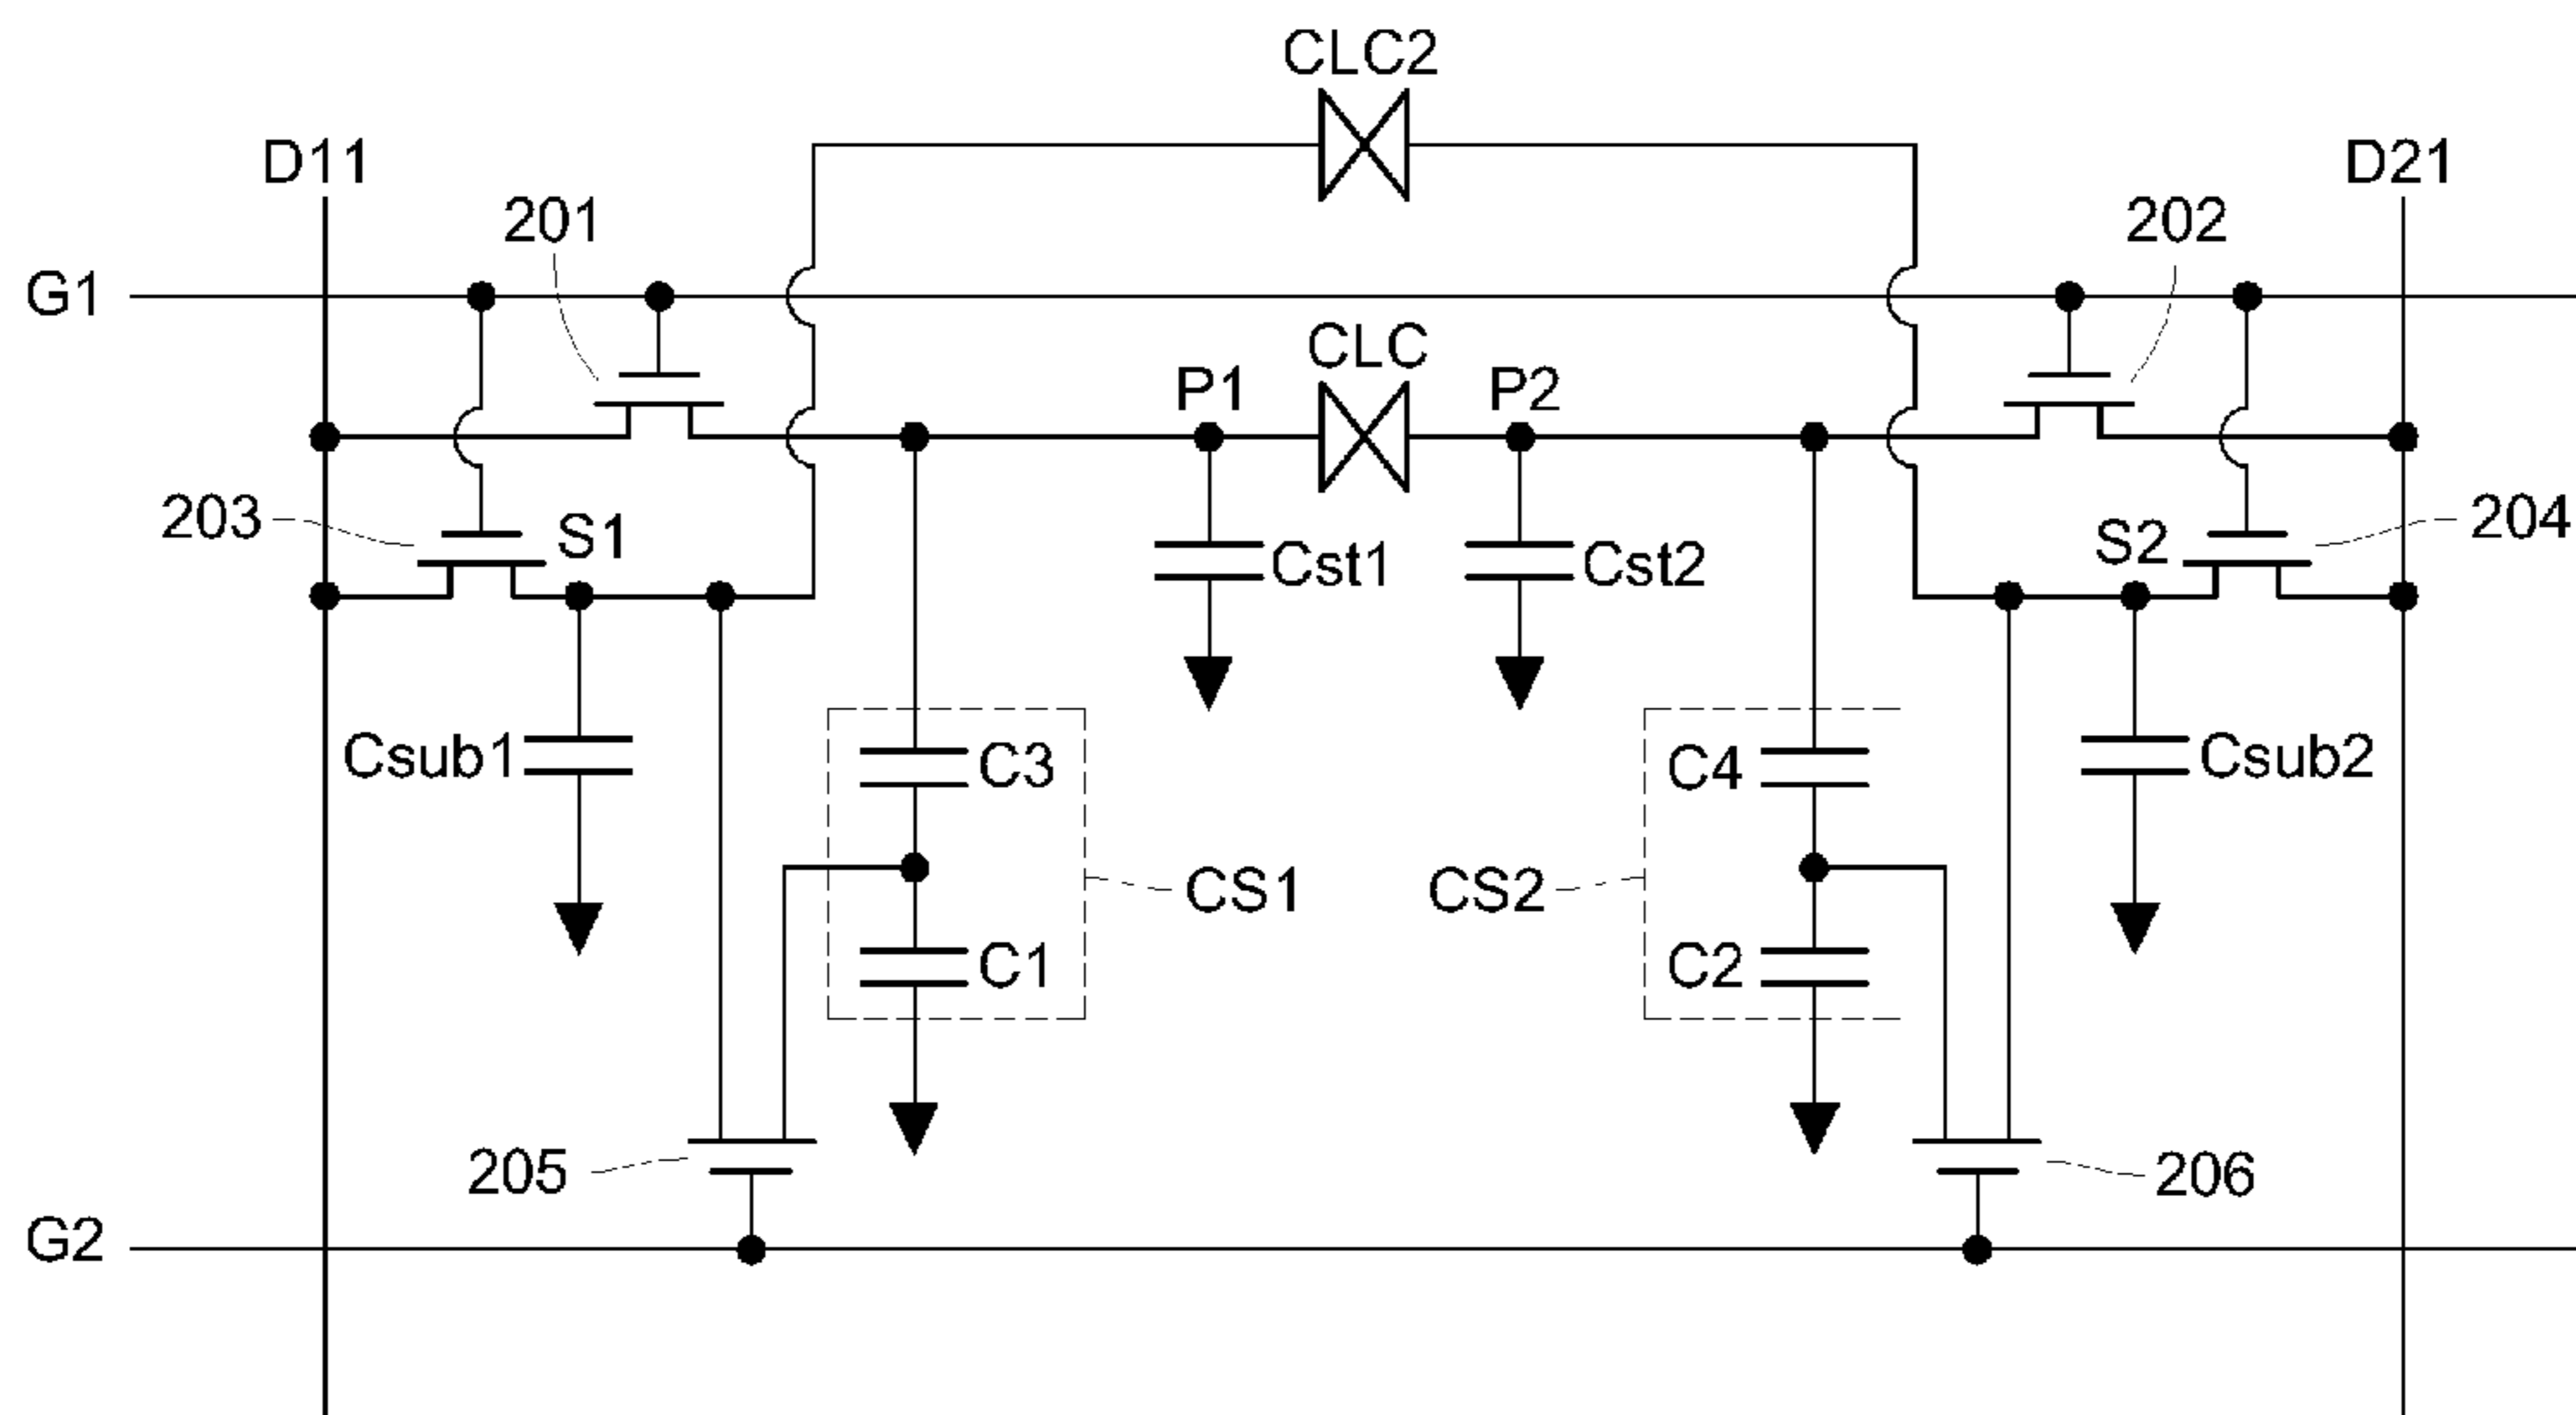 CLC2
D11
D21
201
202
G1
CLC
P1
P2
203
S1
S2
204
Cst1
Cst2
Csub1
C3
C4
Csub2
CS1
CS2
C1
C2
205
206
G2